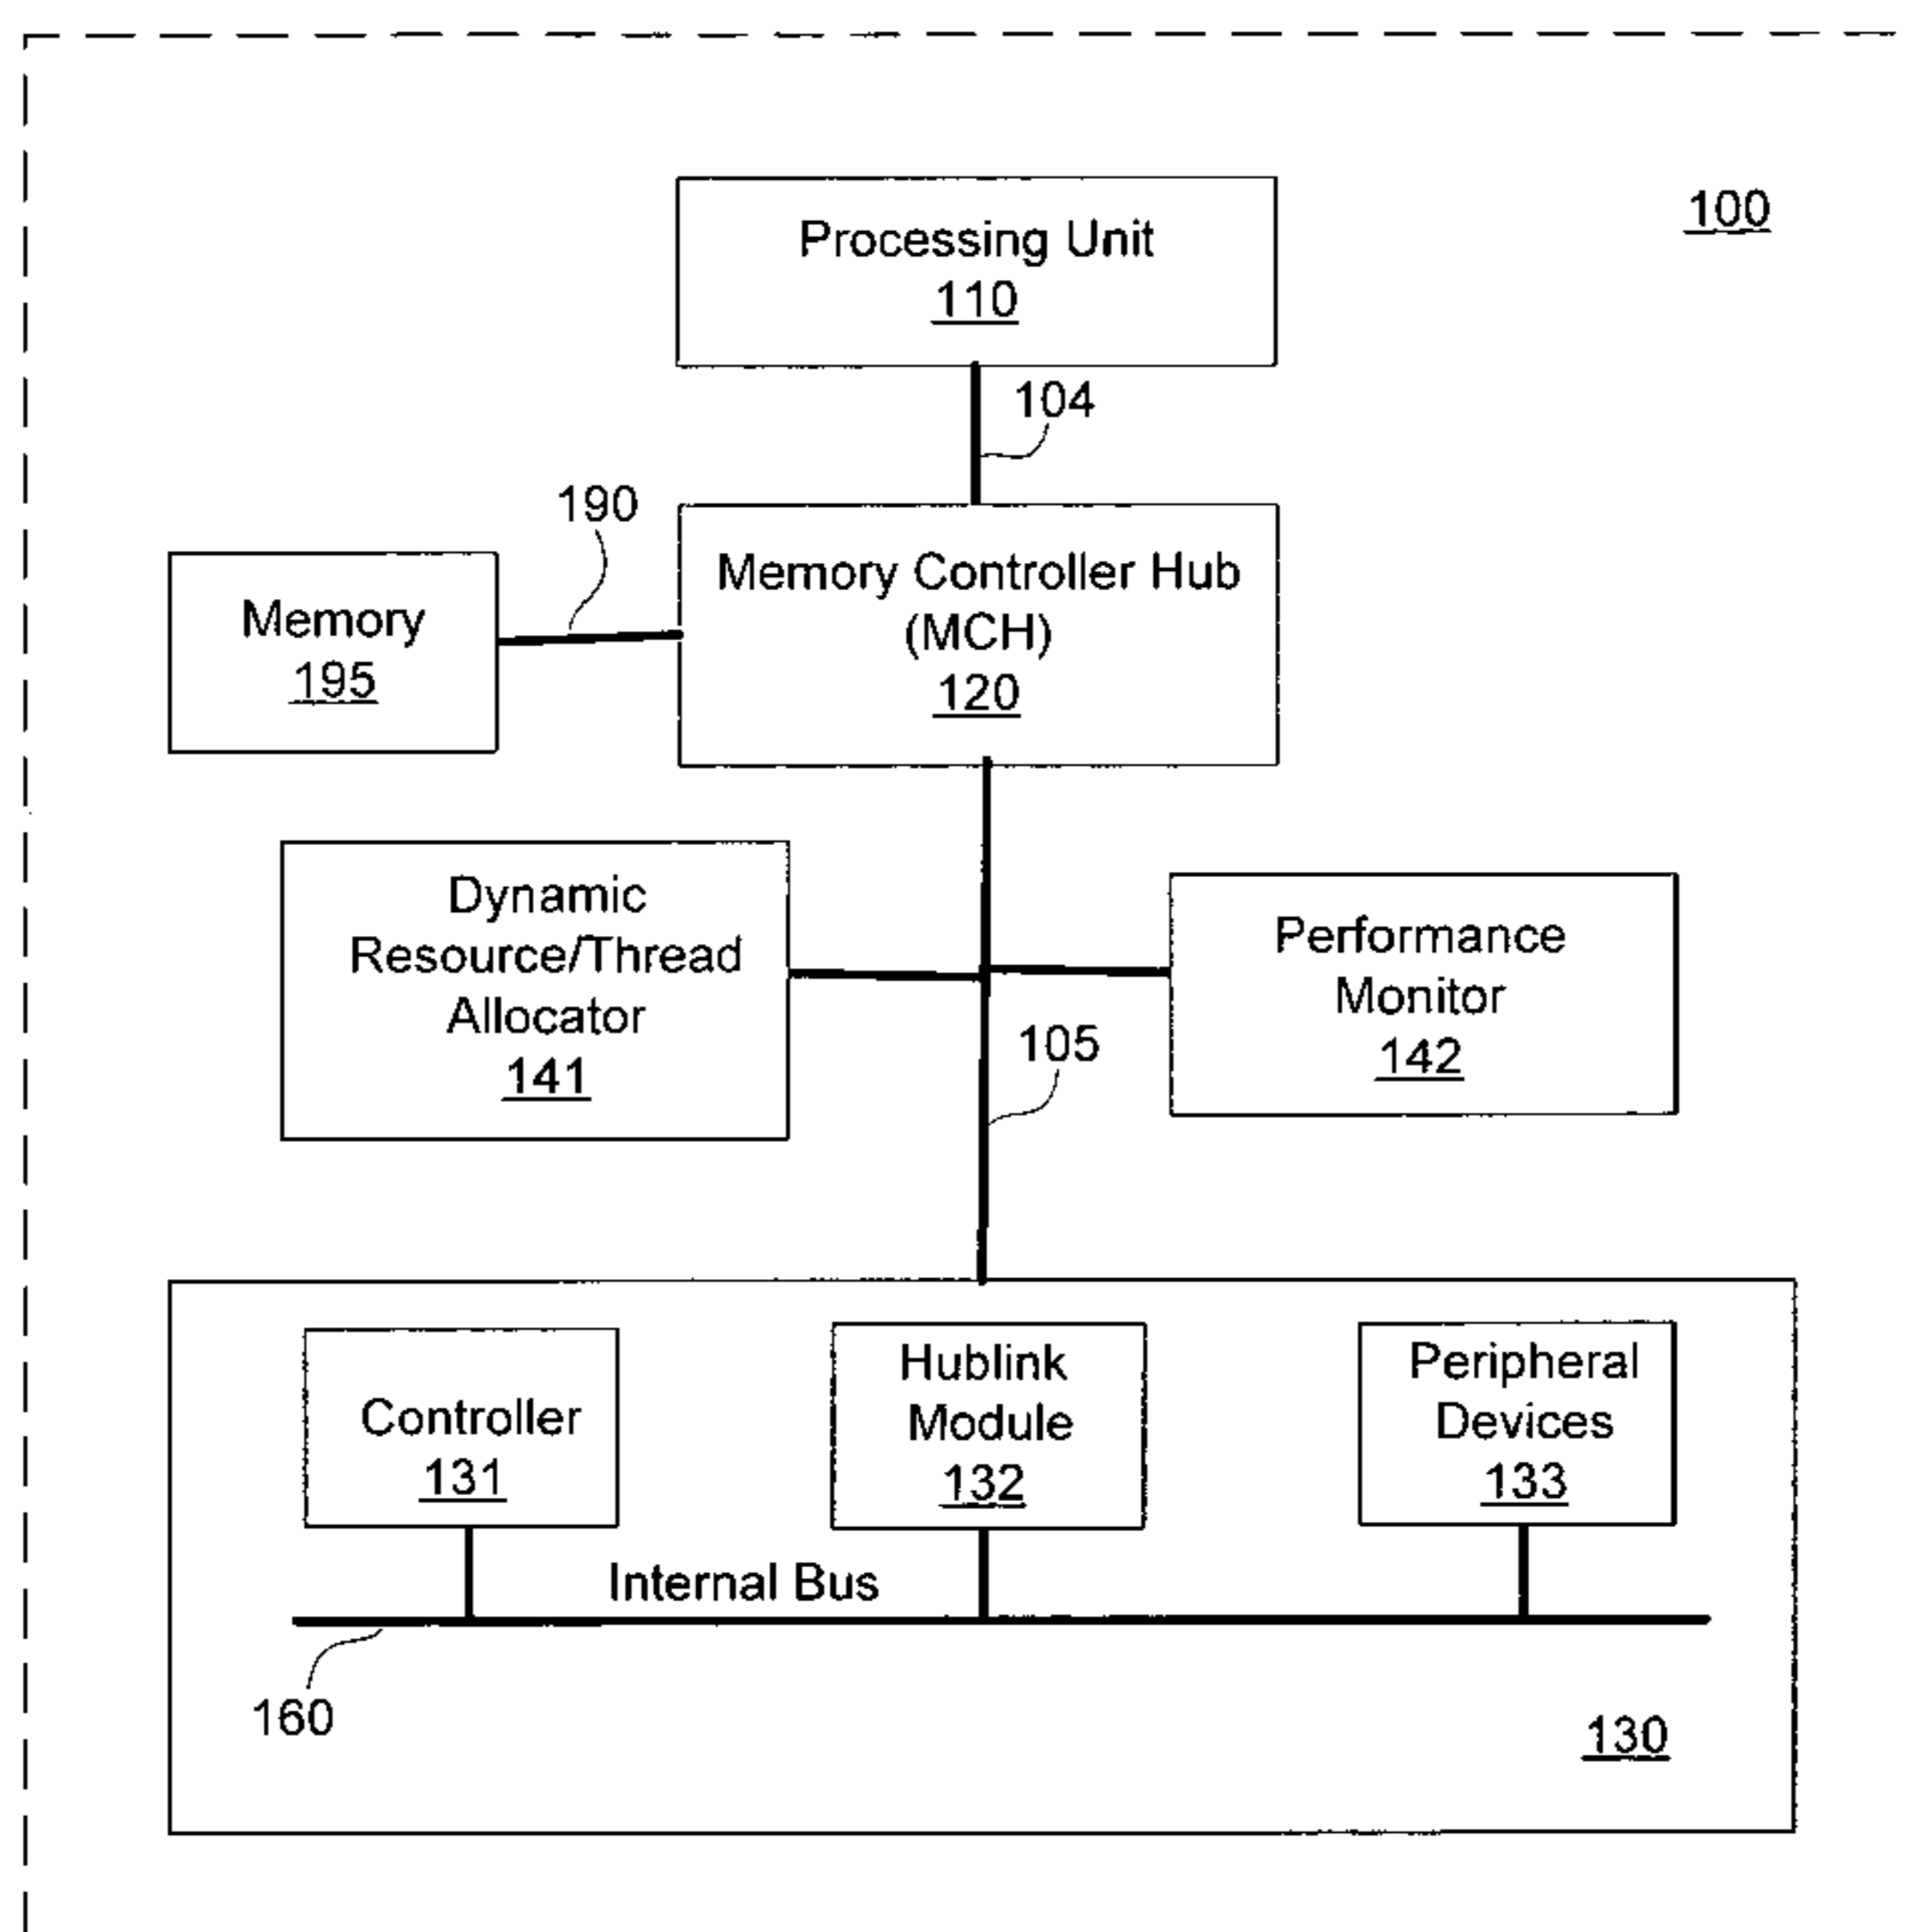 100
Processing Unit
110
104
190
Memory Controller Hub
(MCH)
120
Memory
195
Dynamic
Resource/Thread
Allocator
141
Performance
Monitor
142
105
Controller
131
Hublink
Module
132
Peripheral
Devices
133
Internal Bus
160
130